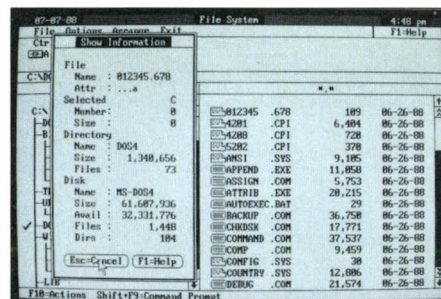 07-07-88 File System 4:48 pm
File Options Arrange Exit F1=Help
Ctr
A
C:\DO
Show Information
File
Name : 012345.678
Attr : ...a
Selected C
Number: 0
Size : 0
Directory
Name : DOS4
Size : 1,340,656
Files : 73
Disk
Name : MS-DOS4
Size : 61,607,936
Avail : 32,331,776
Files : 1,448
Dirs : 104
Esc=Cancel F1=Help
*.*
C:\
012345 .678 109 06-26-88
4201 .CPI 6,404 06-26-88
4208 .CPI 720 06-26-88
5202 .CPI 370 06-26-88
ANSI .SYS 9,105 06-26-88
APPEND .EXE 11,058 06-26-88
ASSIGN .COM 5,753 06-26-88
ATTRIB .EXE 20,215 06-26-88
AUTOEXEC.BAT 29 06-26-88
BACKUP .COM 36,750 06-26-88
CHKDSK .COM 17,771 06-26-88
COMMAND .COM 37,537 06-26-88
COMP .COM 9,459 06-26-88
CONFIG .SYS 30 06-26-88
COUNTRY .SYS 12,806 06-26-88
DEBUG .COM 21,574 06-26-88
LIB
F10=Actions Shift+F9=Command Prompt